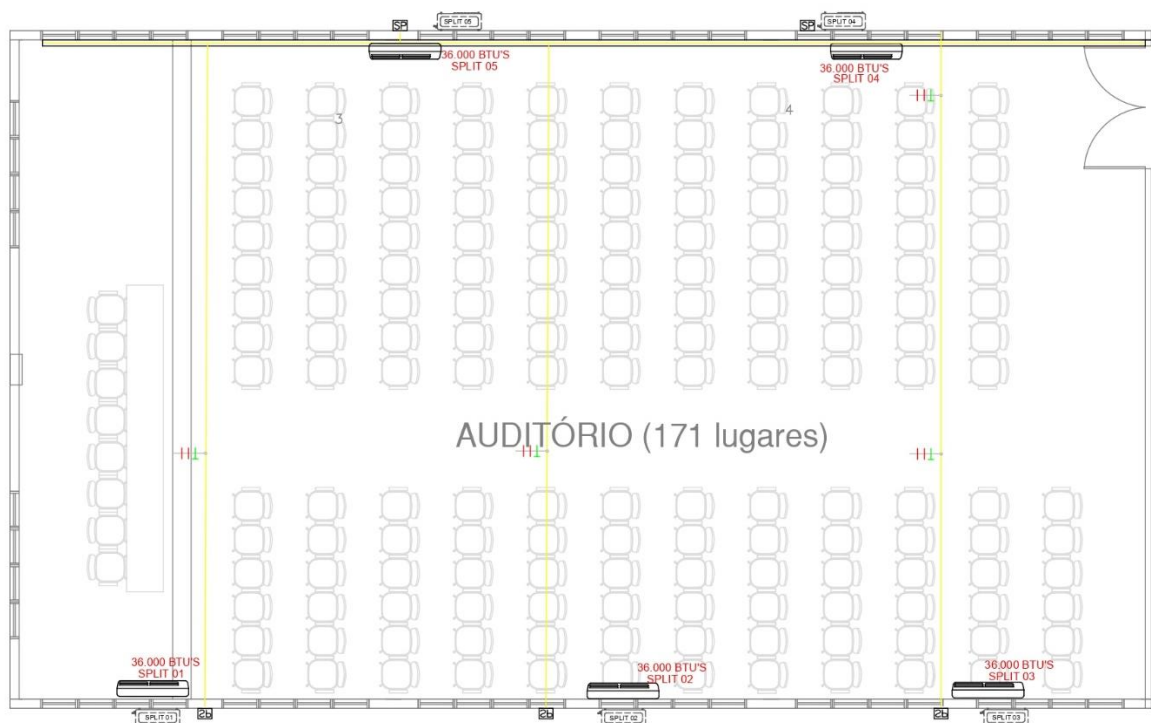 SP
SPLIT 05
SP
SPLIT 04
36.000 BTU'S
SPLIT 05
36.000 BTU'S
SPLIT 04
3
4
AUDITÓRIO (171 lugares)
36.000 BTU'S
SPLIT 01
36.000 BTU'S
SPLIT 02
36.000 BTU'S
SPLIT 03
SPLIT 01
SPLIT 02
SPLIT 03